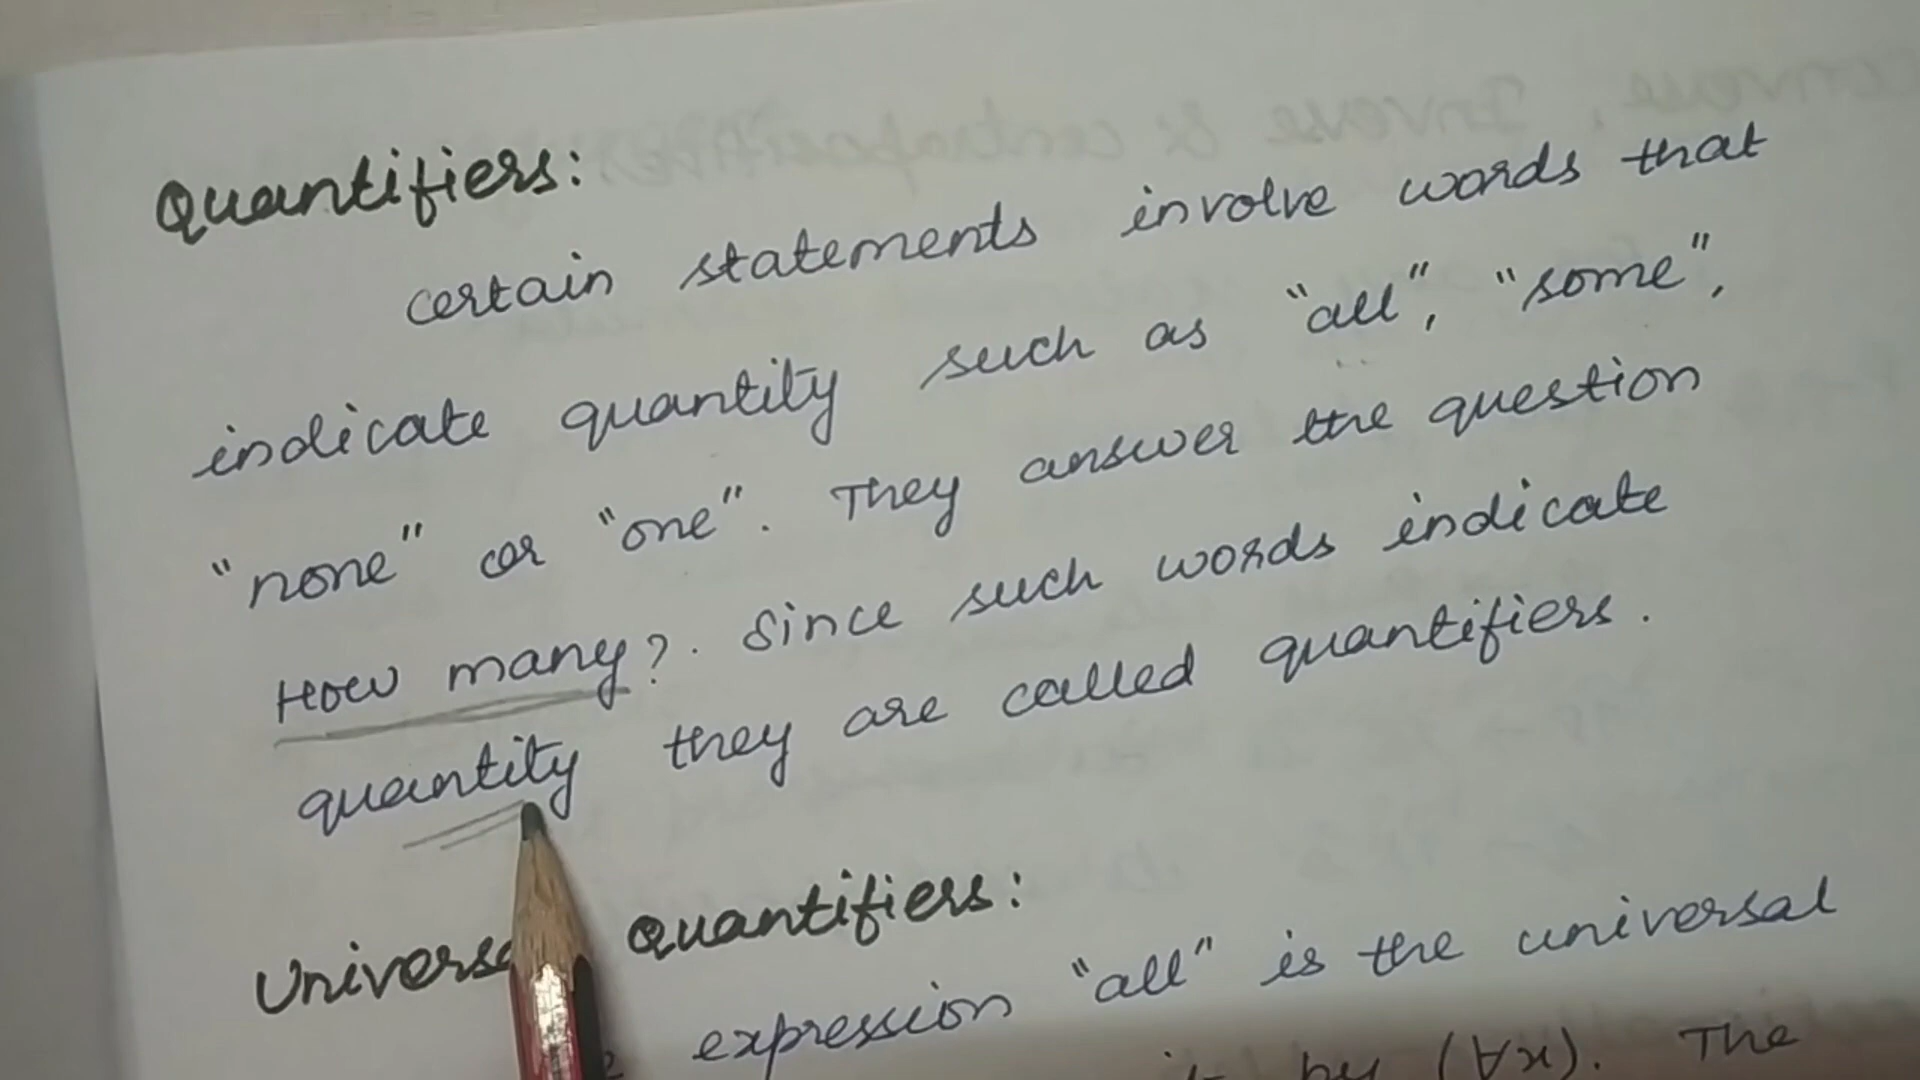 Quantifiers:
certain statements involve words that
indicate quantity such as "all", "some",
"none" or "one". They answer the question
How many?. Since such words indicate
quantity they are called quantifiers.
Quantifiers:
expression "all" is the universal
by (∀x). The